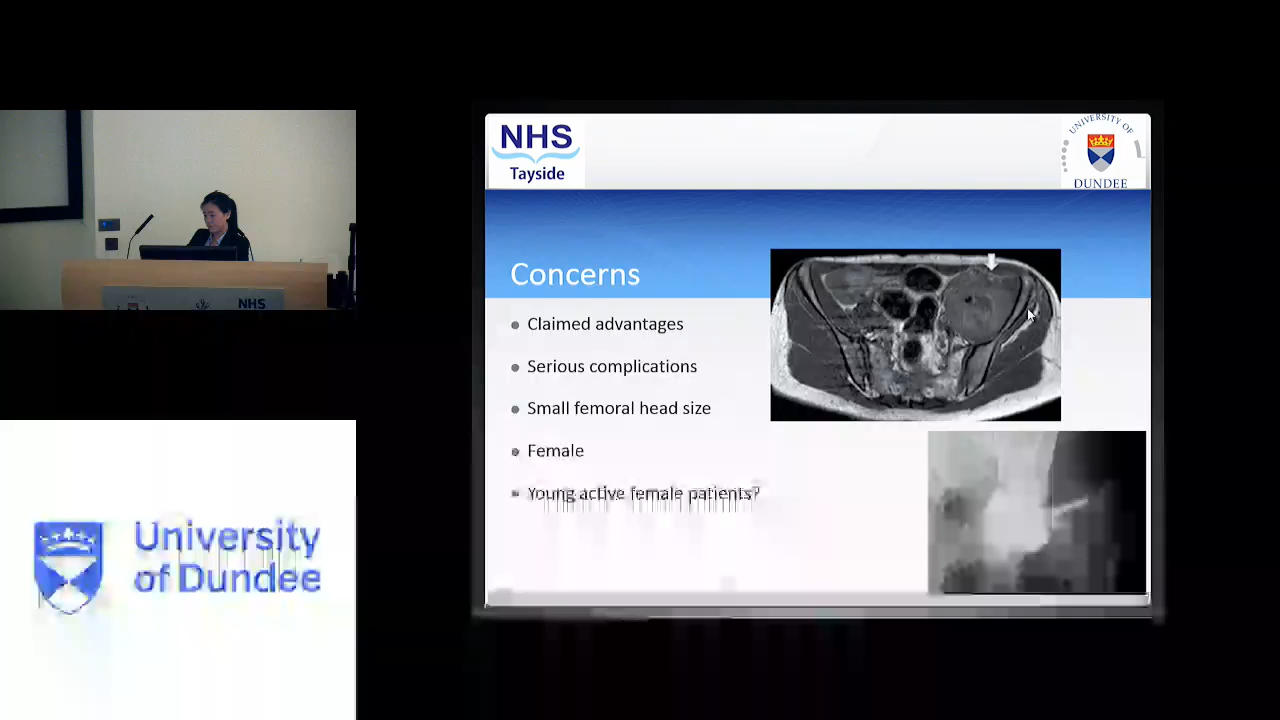 NHS
NHS
Tayside
UNIVERSITY OF
DUNDEE
Concerns
Claimed advantages
Serious complications
Small femoral head size
Female
Young active female patients?
University
of Dundee